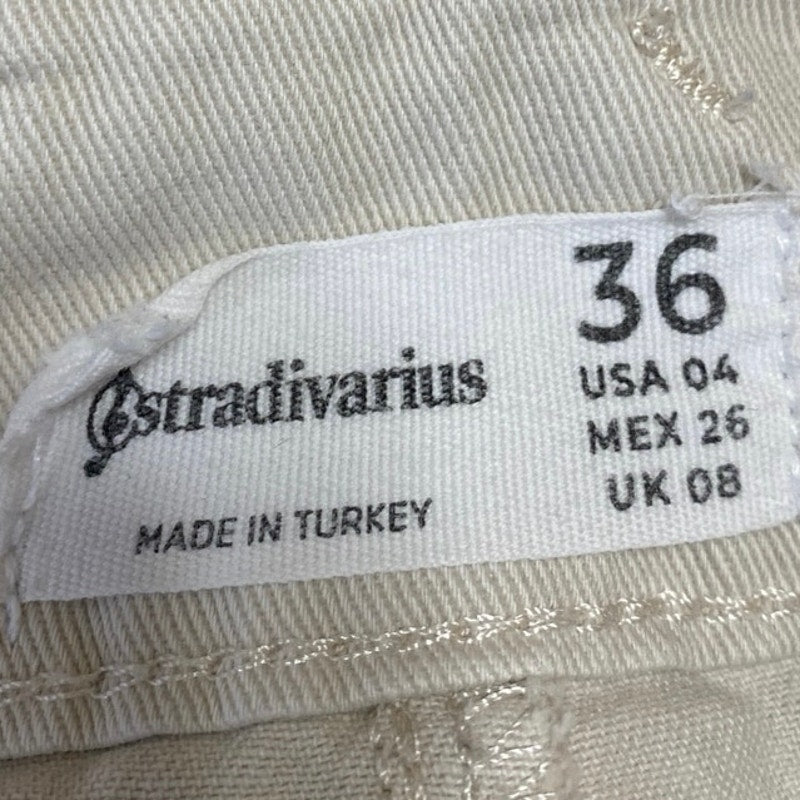 stradivarius
MADE IN TURKEY
36
USA 04
MEX 26
UK 08